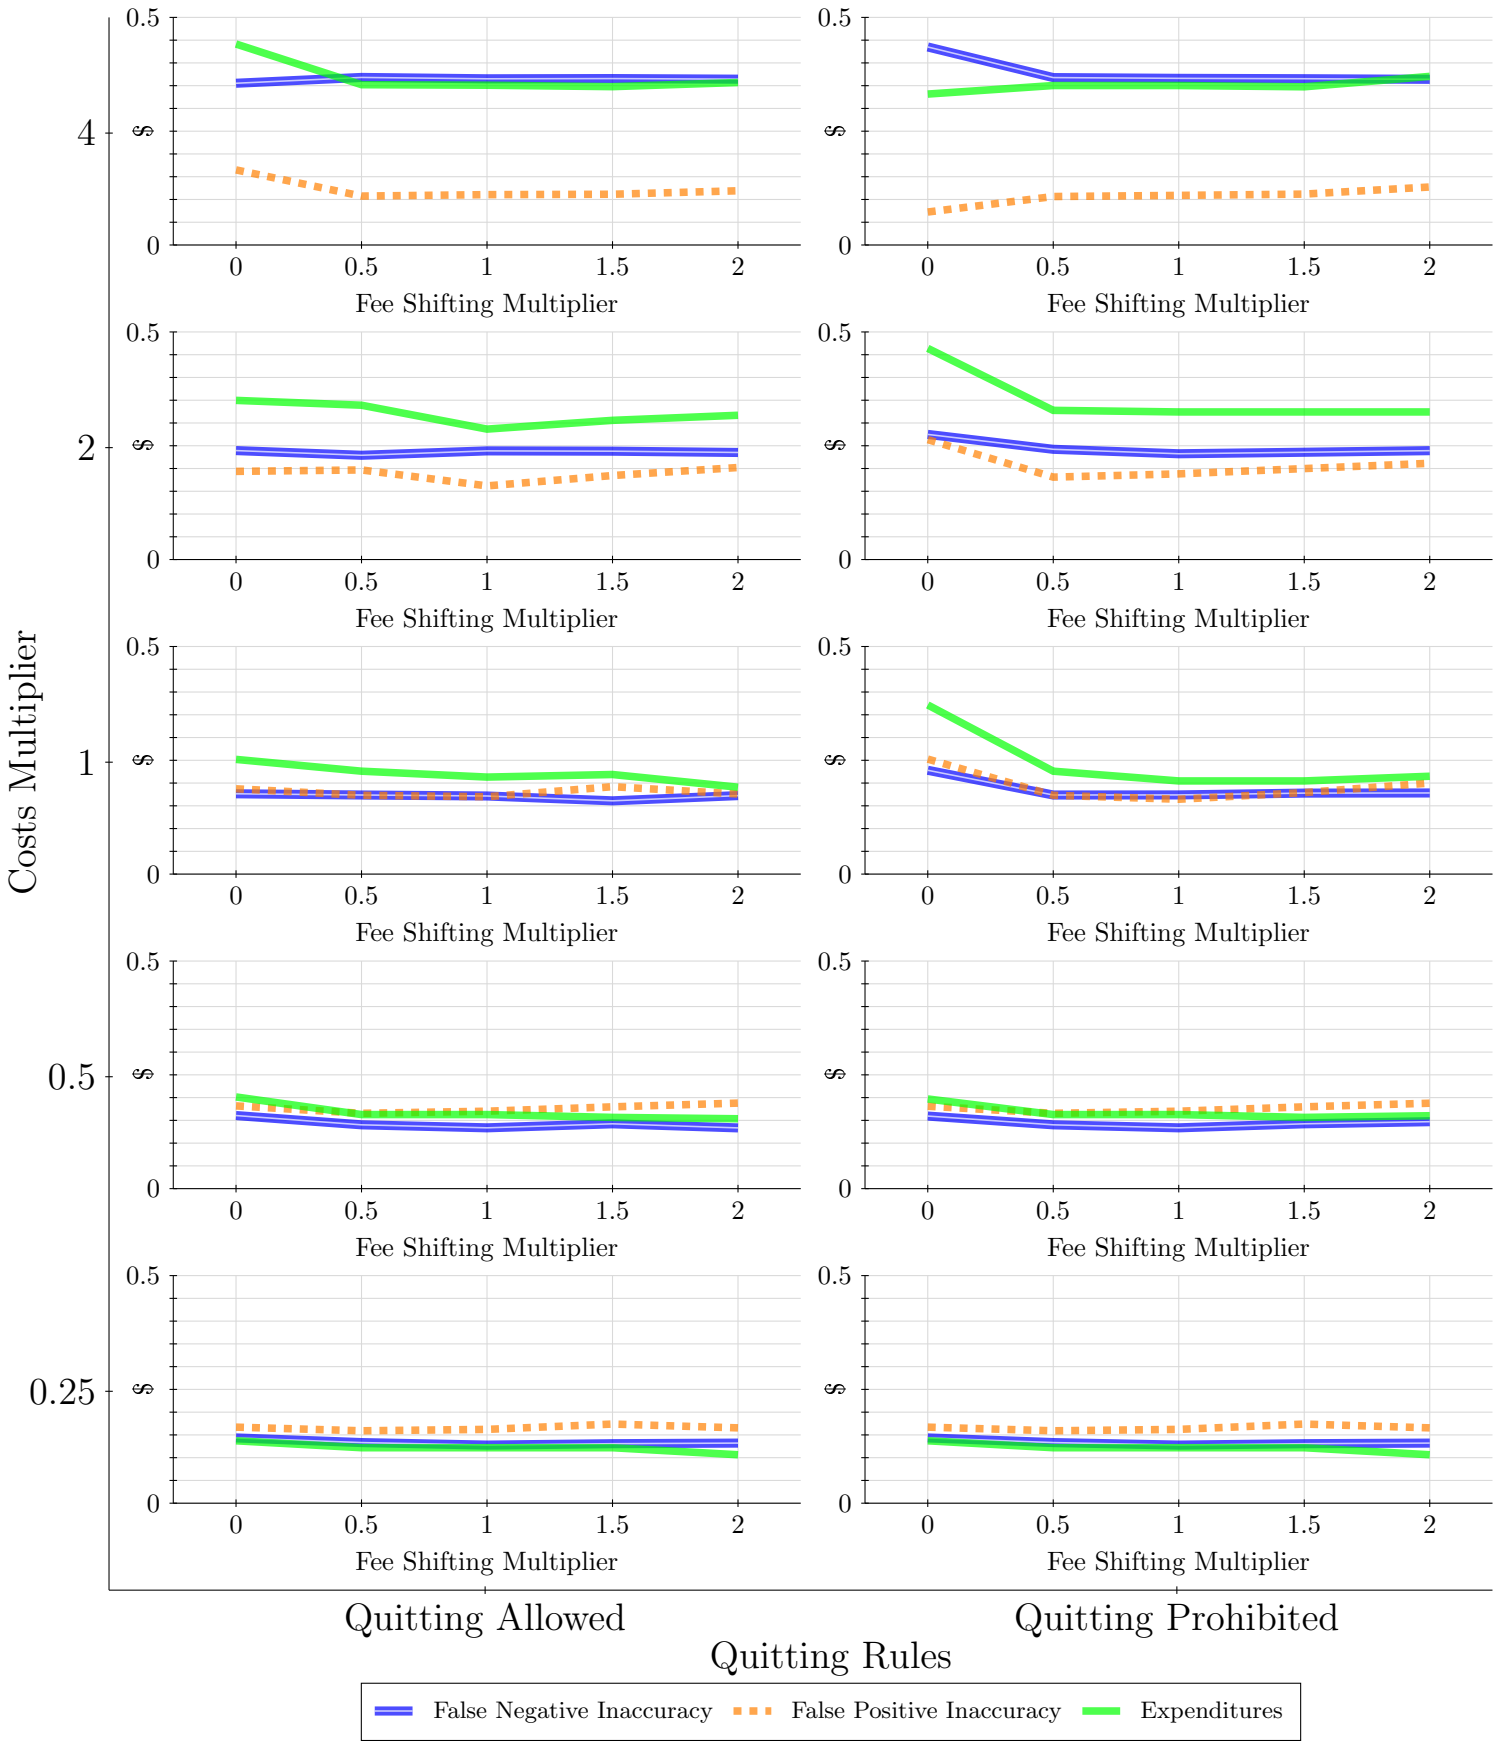 0.5 0.5
4 $ $
0 0
0 0.5 1 1.5 2 0 0.5 1 1.5 2
Fee Shifting Multiplier Fee Shifting Multiplier
0.5 0.5
2 $ $
0 0
0 0.5 1 1.5 2 0 0.5 1 1.5 2
Fee Shifting Multiplier Fee Shifting Multiplier
Costs Multiplier
0.5 0.5
1 $ $
0 0
0 0.5 1 1.5 2 0 0.5 1 1.5 2
Fee Shifting Multiplier Fee Shifting Multiplier
0.5 0.5
0.5 $ $
0 0
0 0.5 1 1.5 2 0 0.5 1 1.5 2
Fee Shifting Multiplier Fee Shifting Multiplier
0.5 0.5
0.25 $ $
0 0
0 0.5 1 1.5 2 0 0.5 1 1.5 2
Fee Shifting Multiplier Fee Shifting Multiplier
Quitting Allowed Quitting Prohibited
Quitting Rules
False Negative Inaccuracy False Positive Inaccuracy Expenditures